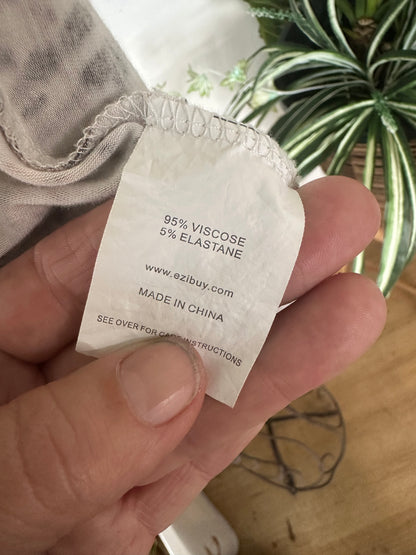 95% VISCOSE
5% ELASTANE
www.ezibuy.com
MADE IN CHINA
SEE OVER FOR CARE INSTRUCTIONS